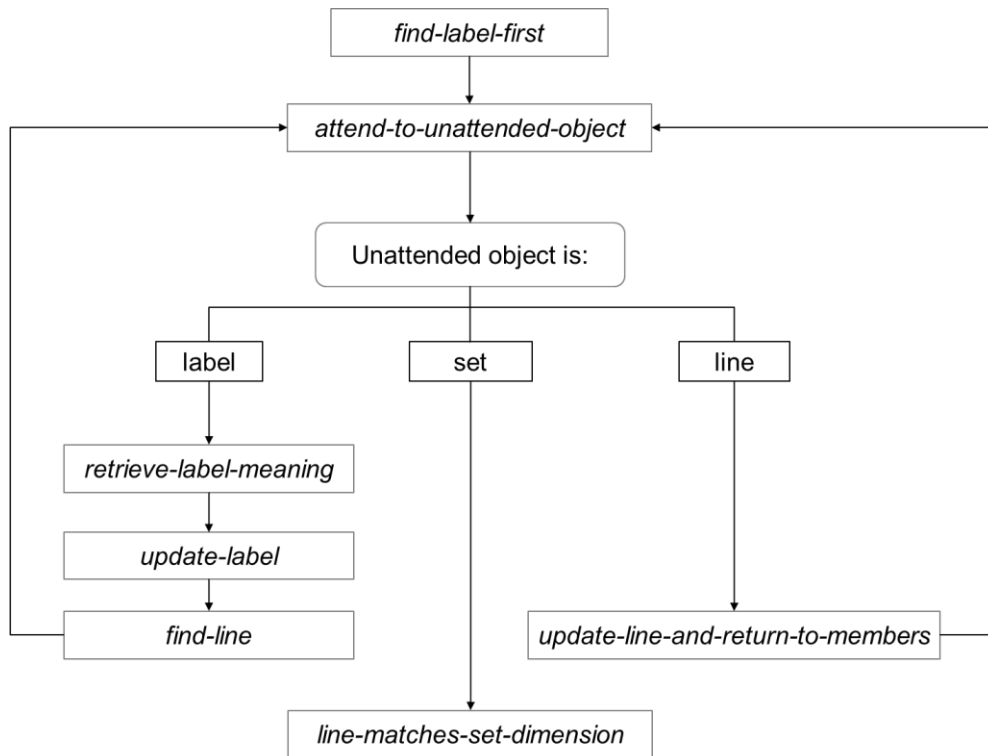 find-label-first
attend-to-unattended-object
Unattended object is:
label
set
line
retrieve-label-meaning
update-label
find-line
update-line-and-return-to-members
line-matches-set-dimension